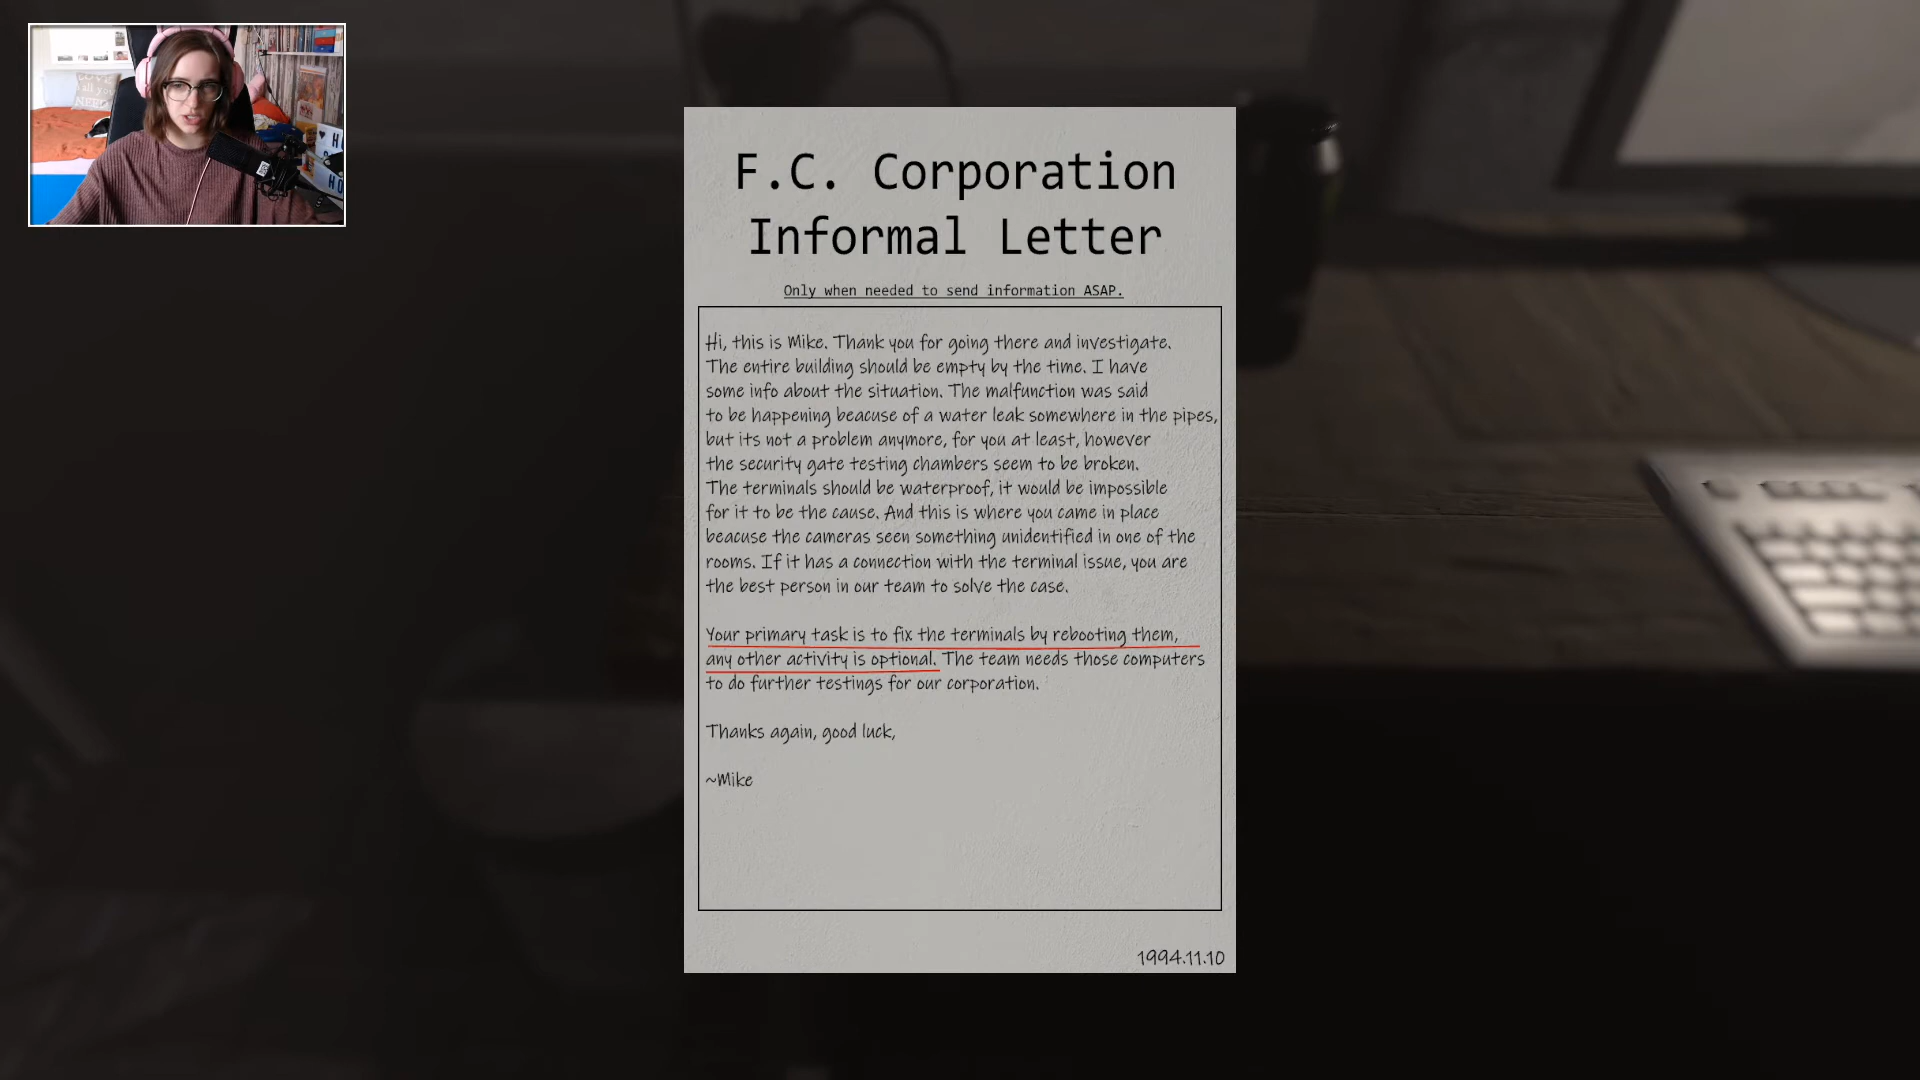 F.C. Corporation
Informal Letter
Only when needed to send information ASAP.
Hi, this is Mike. Thank you for going there and investigate.
The entire building should be empty by the time. I have
some info about the situation. The malfunction was said
to be happening beacuse of a water leak somewhere in the pipes,
but its not a problem anymore, for you at least, however
the security gate testing chambers seem to be broken.
The terminals should be waterproof, it would be impossible
for it to be the cause. And this is where you came in place
beacuse the cameras seen something unidentified in one of the
rooms. If it has a connection with the terminal issue, you are
the best person in our team to solve the case.
Your primary task is to fix the terminals by rebooting them,
any other activity is optional. The team needs those computers
to do further testings for our corporation.
Thanks again, good luck,
~Mike
1994.11.10